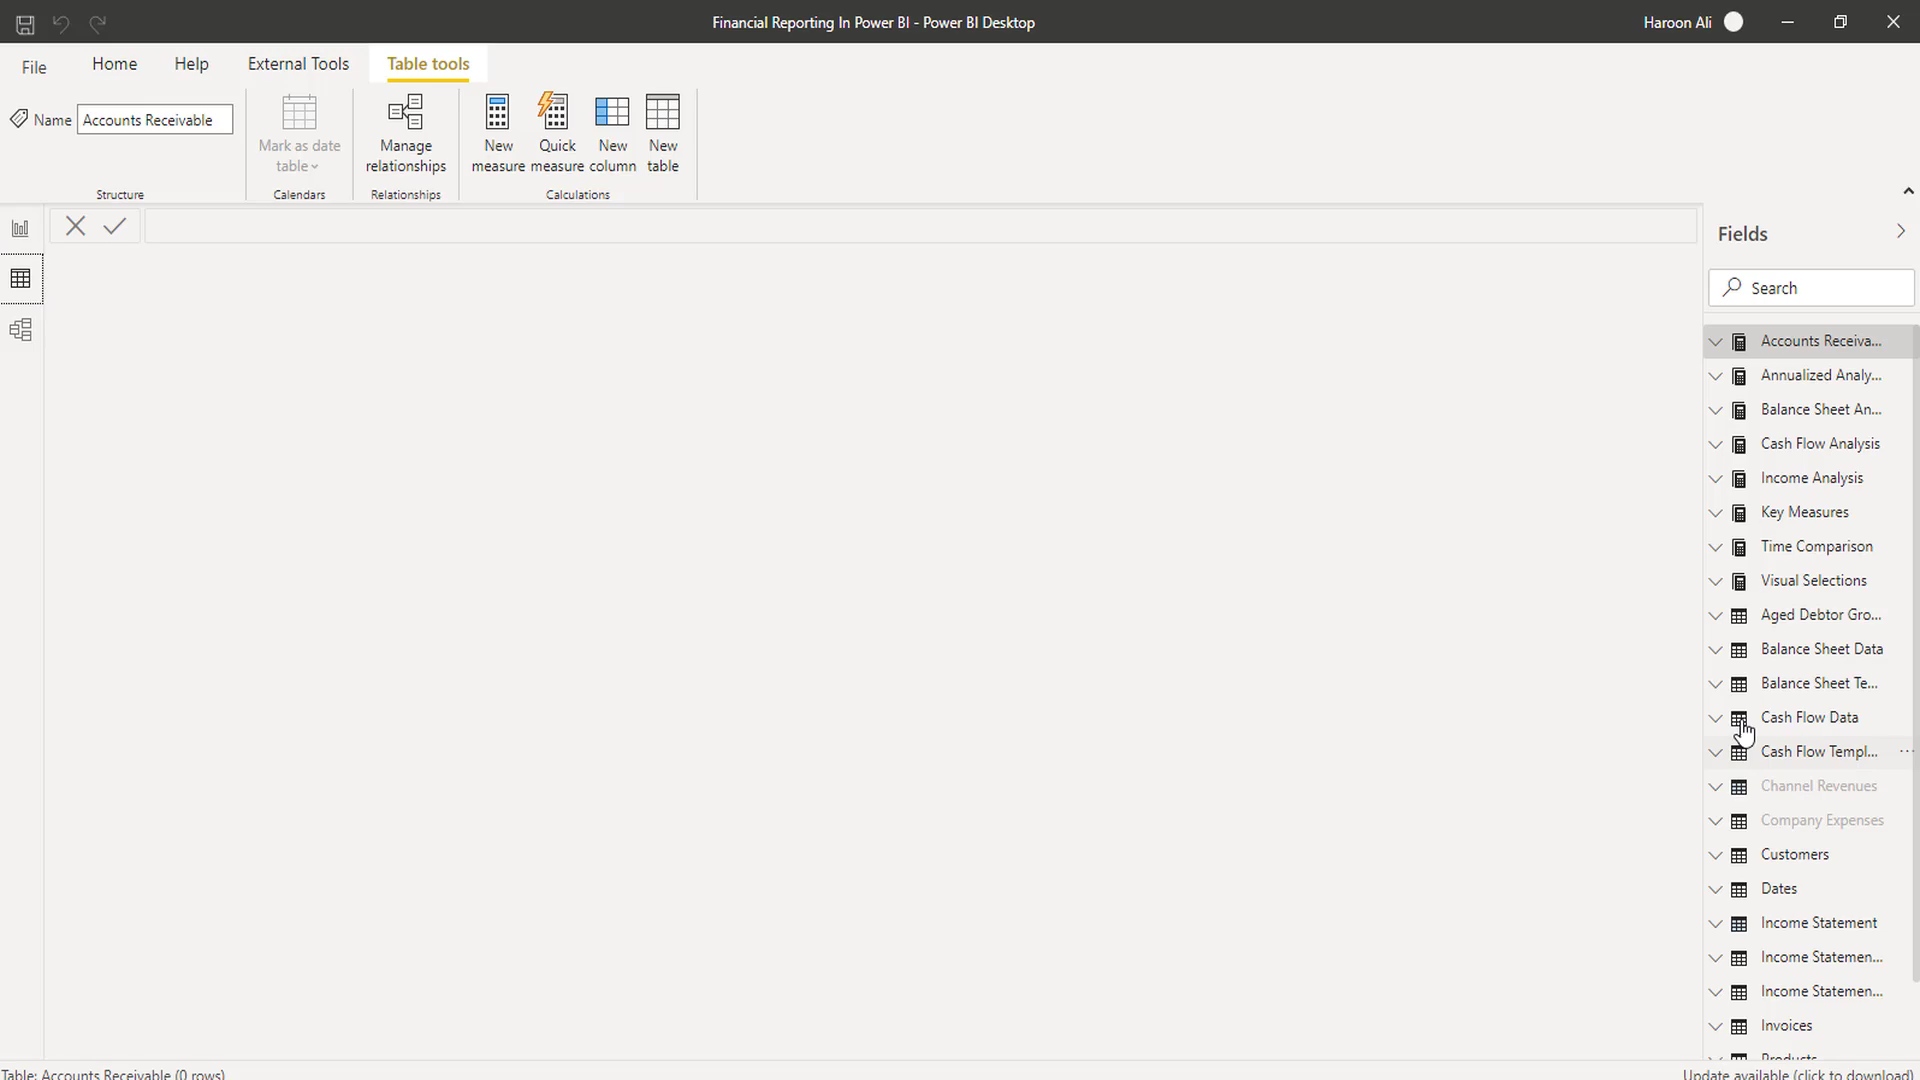 Financial Reporting In Power BI - Power BI Desktop
Haroon Ali
File
Home
Help
External Tools
Table tools
Name
Accounts Receivable
Mark as date
table
Manage
relationships
New
measure
Quick
measure
New
column
New
table
Structure
Calendars
Relationships
Calculations
Fields
Search
Accounts Receiva...
Annualized Analy...
Balance Sheet An...
Cash Flow Analysis
Income Analysis
Key Measures
Time Comparison
Visual Selections
Aged Debtor Gro...
Balance Sheet Data
Balance Sheet Te...
Cash Flow Data
Cash Flow Templ...
Channel Revenues
Company Expenses
Customers
Dates
Income Statement
Income Statemen...
Income Statemen...
Invoices
Products
Table: Accounts Receivable (0 rows)
Update available (click to download)